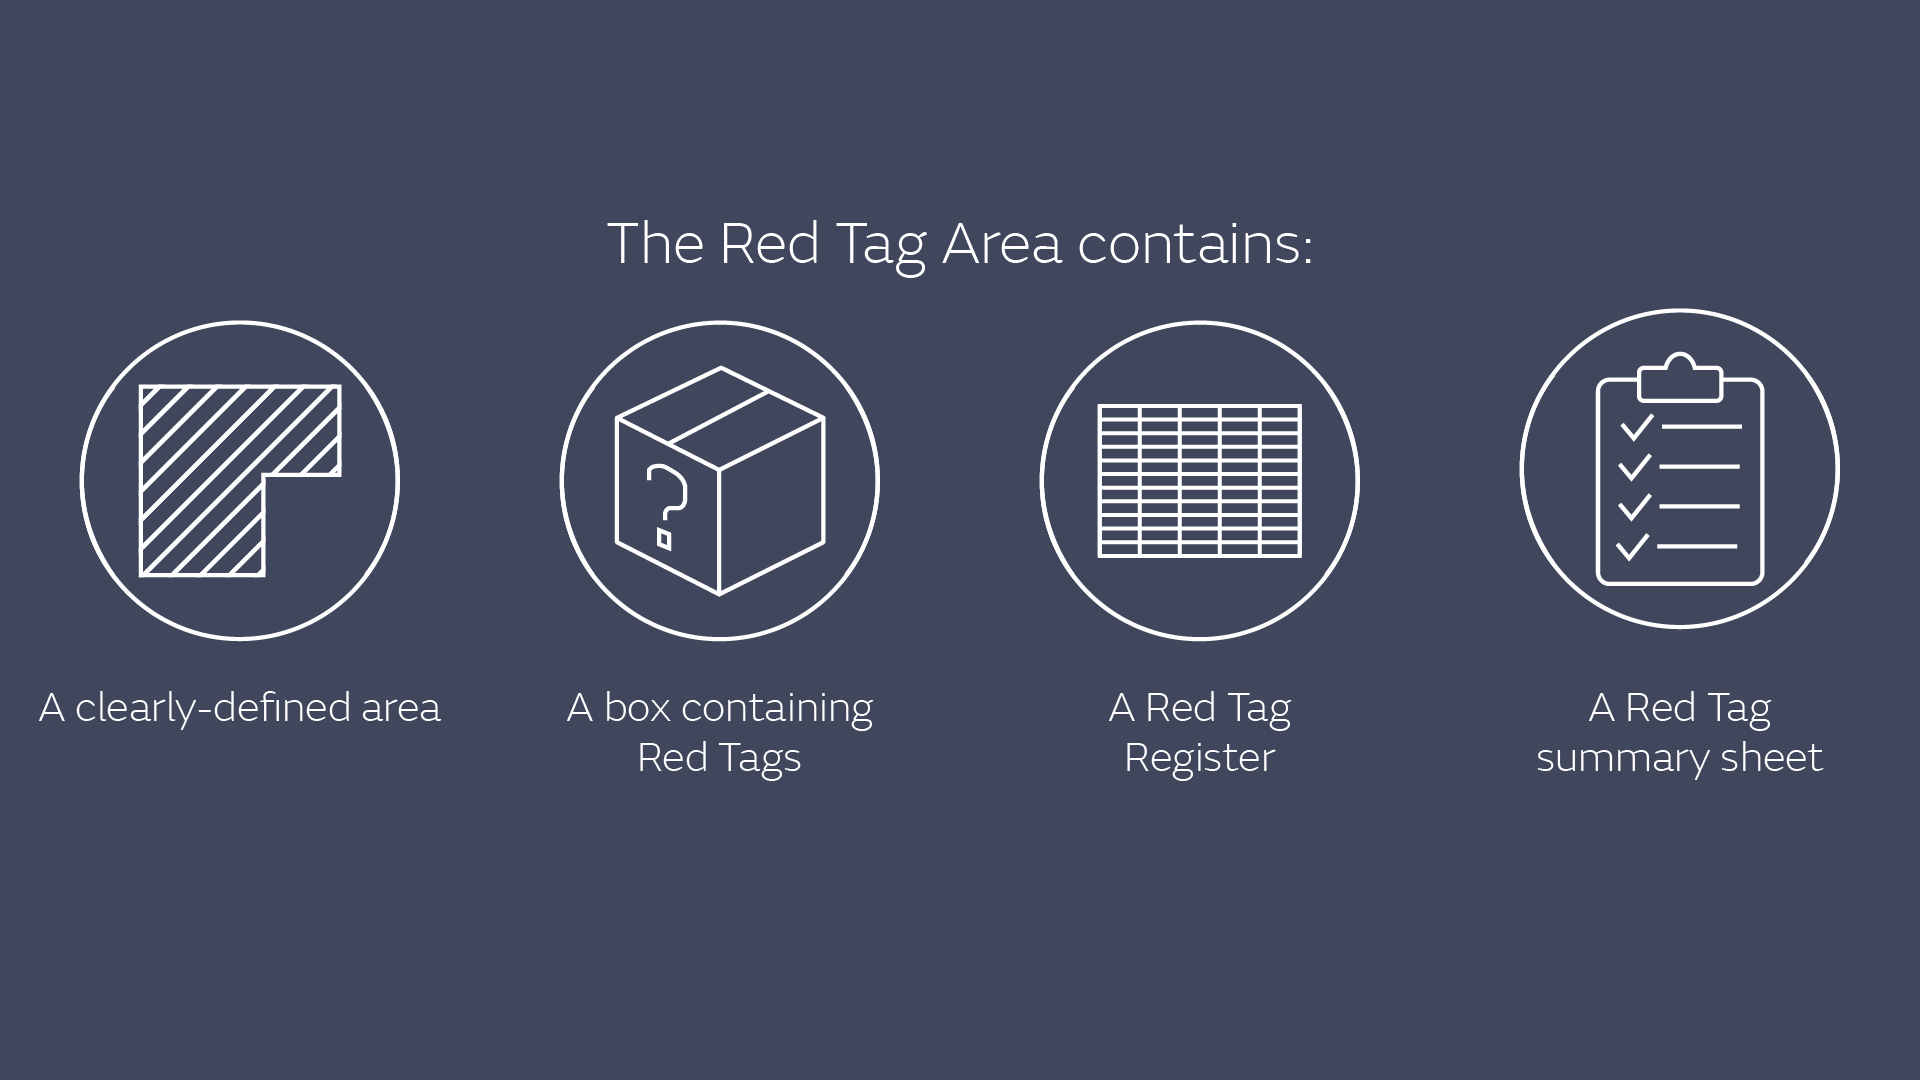 The Red Tag Area contains:
A clearly-defined area
A box containing
Red Tags
A Red Tag
Register
A Red Tag
summary sheet
?